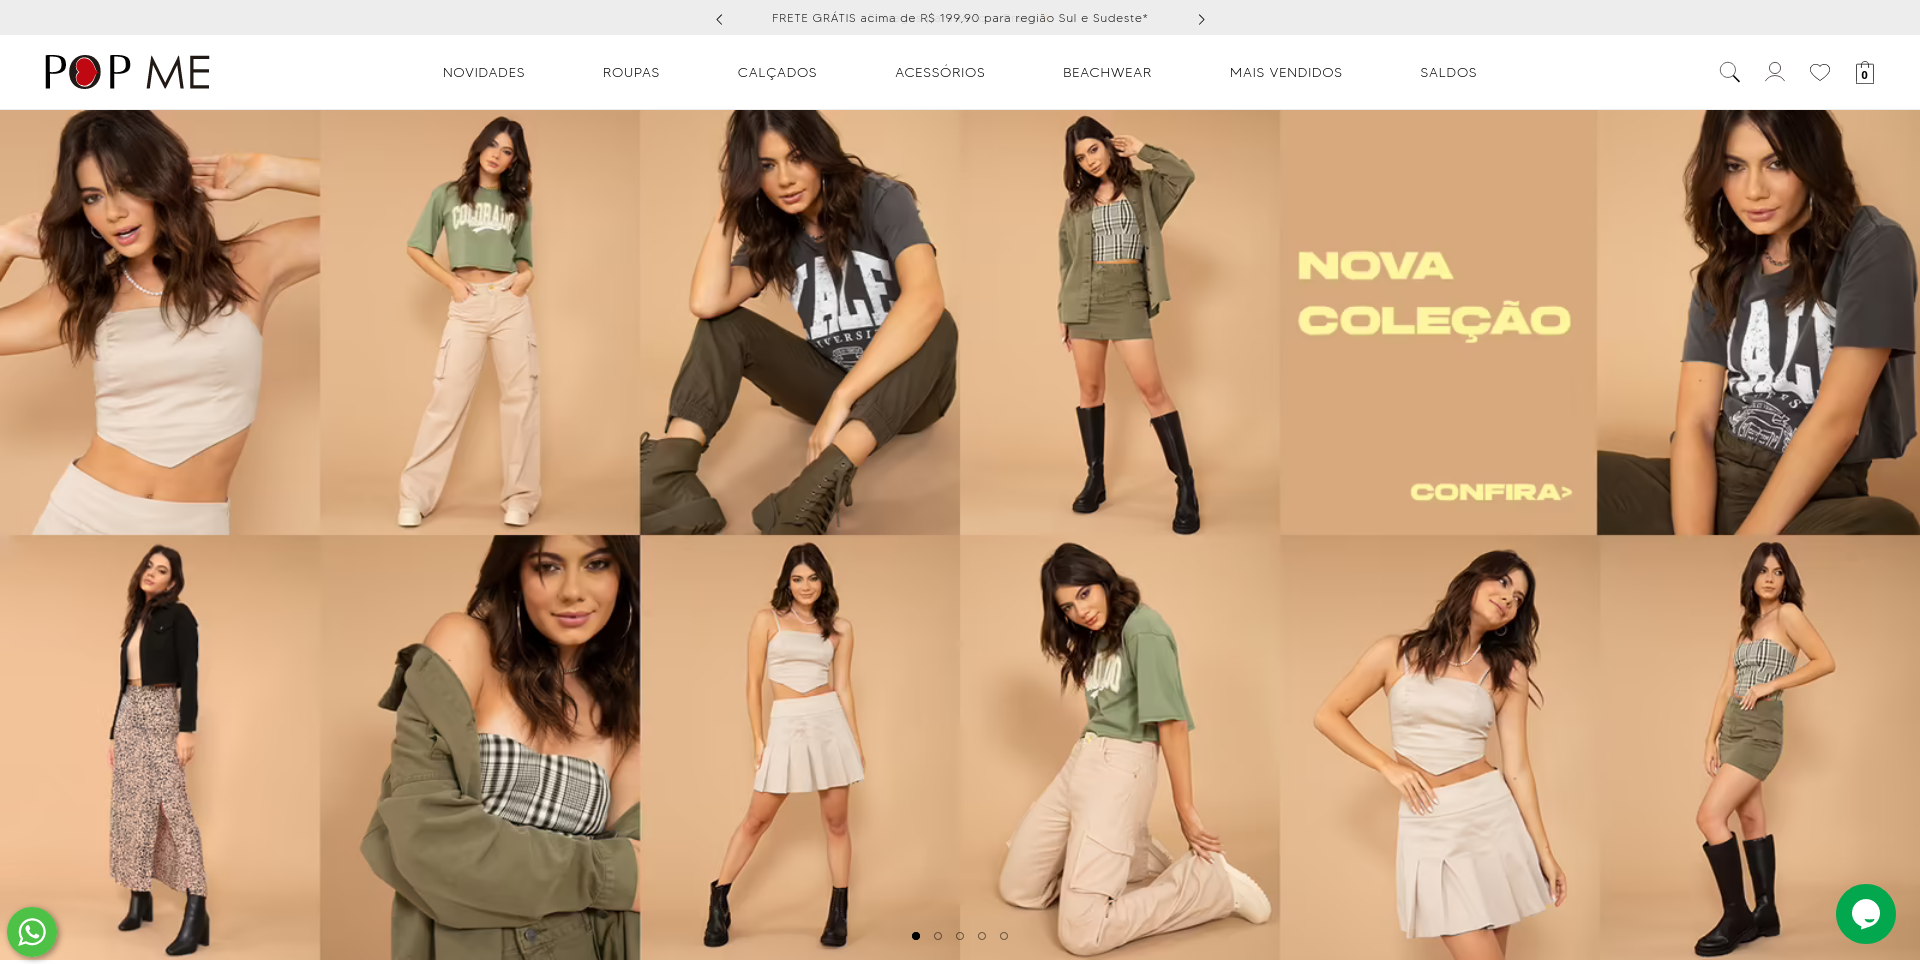 FRETE GRÁTIS acima de R$ 199,90 para região Sul e Sudeste*
POP ME
NOVIDADES
ROUPAS
CALÇADOS
ACESSÓRIOS
BEACHWEAR
MAIS VENDIDOS
SALDOS
0
COLORADO
YALE
NOVA
COLEÇÃO
CONFIRA>